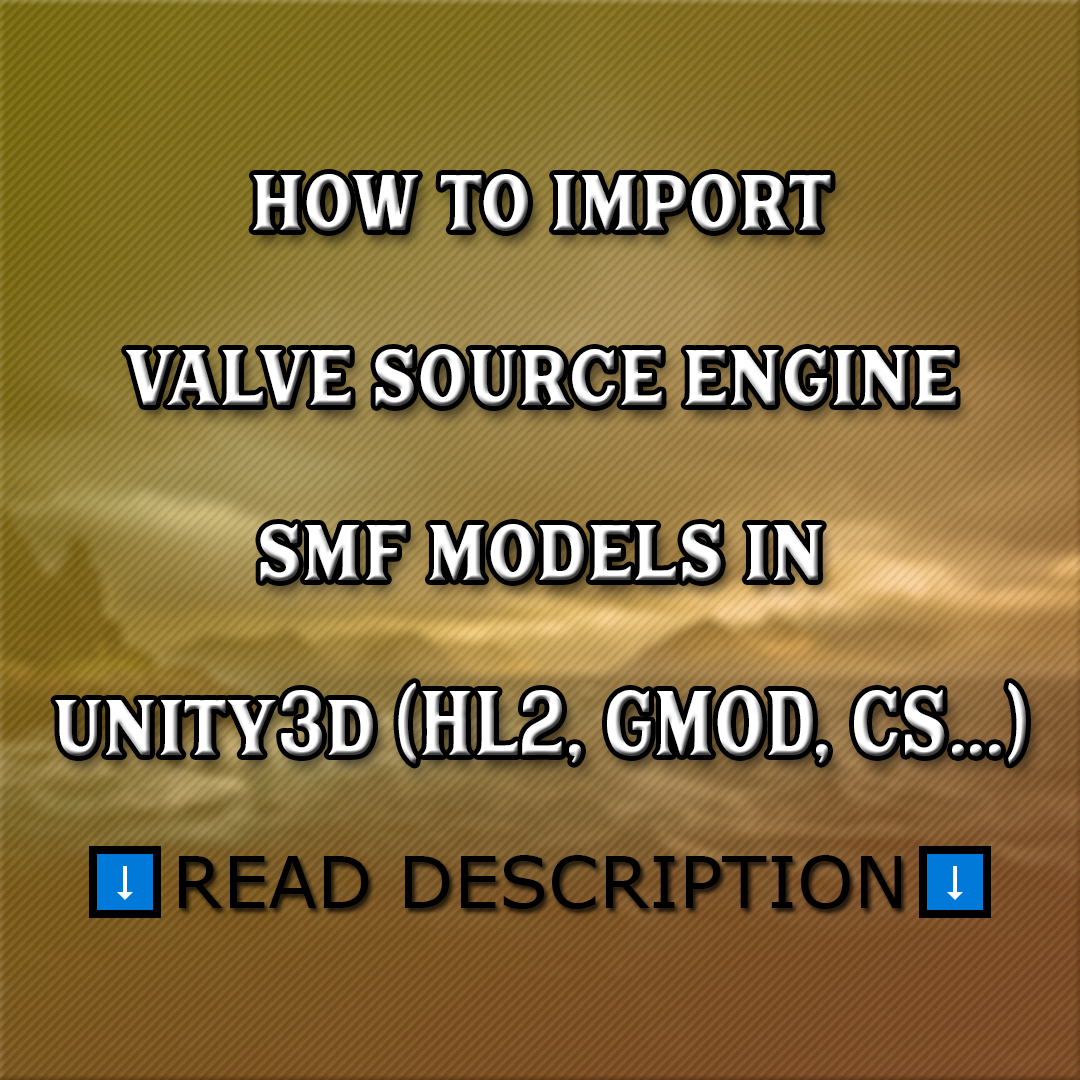 HOW TO IMPORT
VALVE SOURCE ENGINE
SMF MODELS IN
UNITY3D (HL2, GMOD, CS...)
⬇️READ DESCRIPTION⬇️